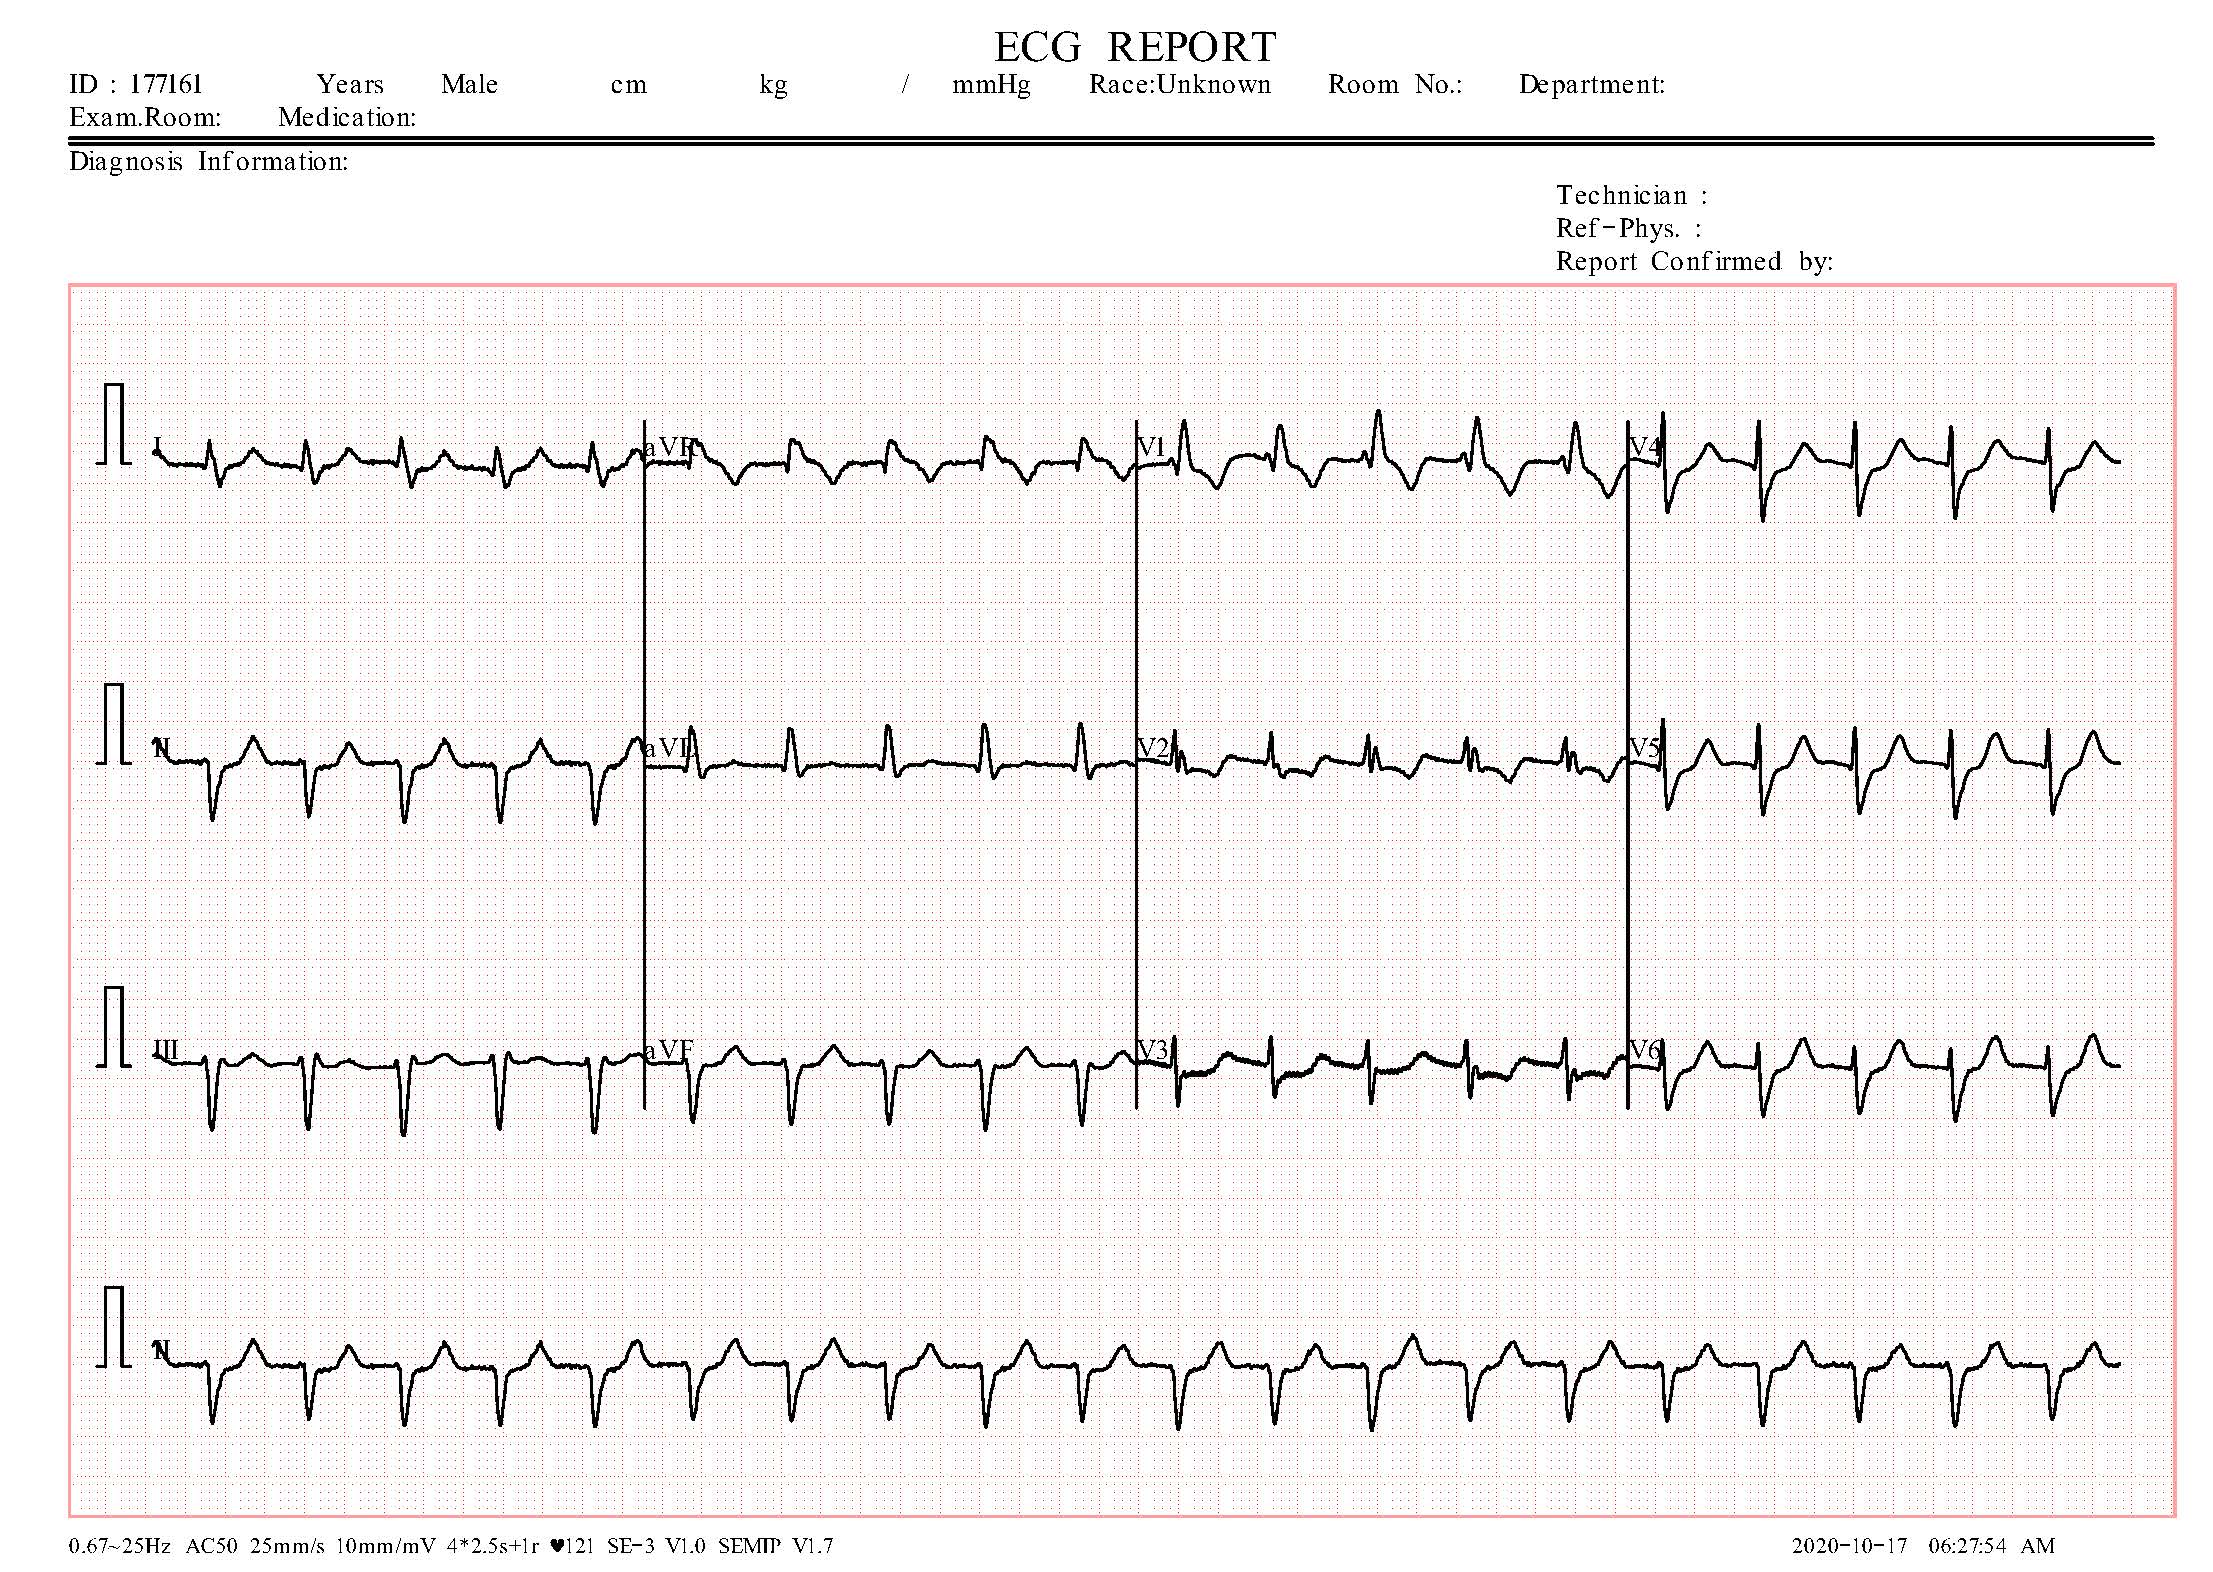 ECG REPORT
ID : 177161 Years Male cm kg / mmHg Race:Unknown Room No.: Department:
Exam.Room: Medication:
Diagnosis Information:
Technician :
Ref-Phys. :
Report Confirmed by:
I aVR V1 V4
II aVL V2 V5
III aVF V3 V6
II
0.67~25Hz AC50 25mm/s 10mm/mV 4*2.5s+1r ♥121 SE-3 V1.0 SEMIP V1.7 2020-10-17 06:27:54 AM